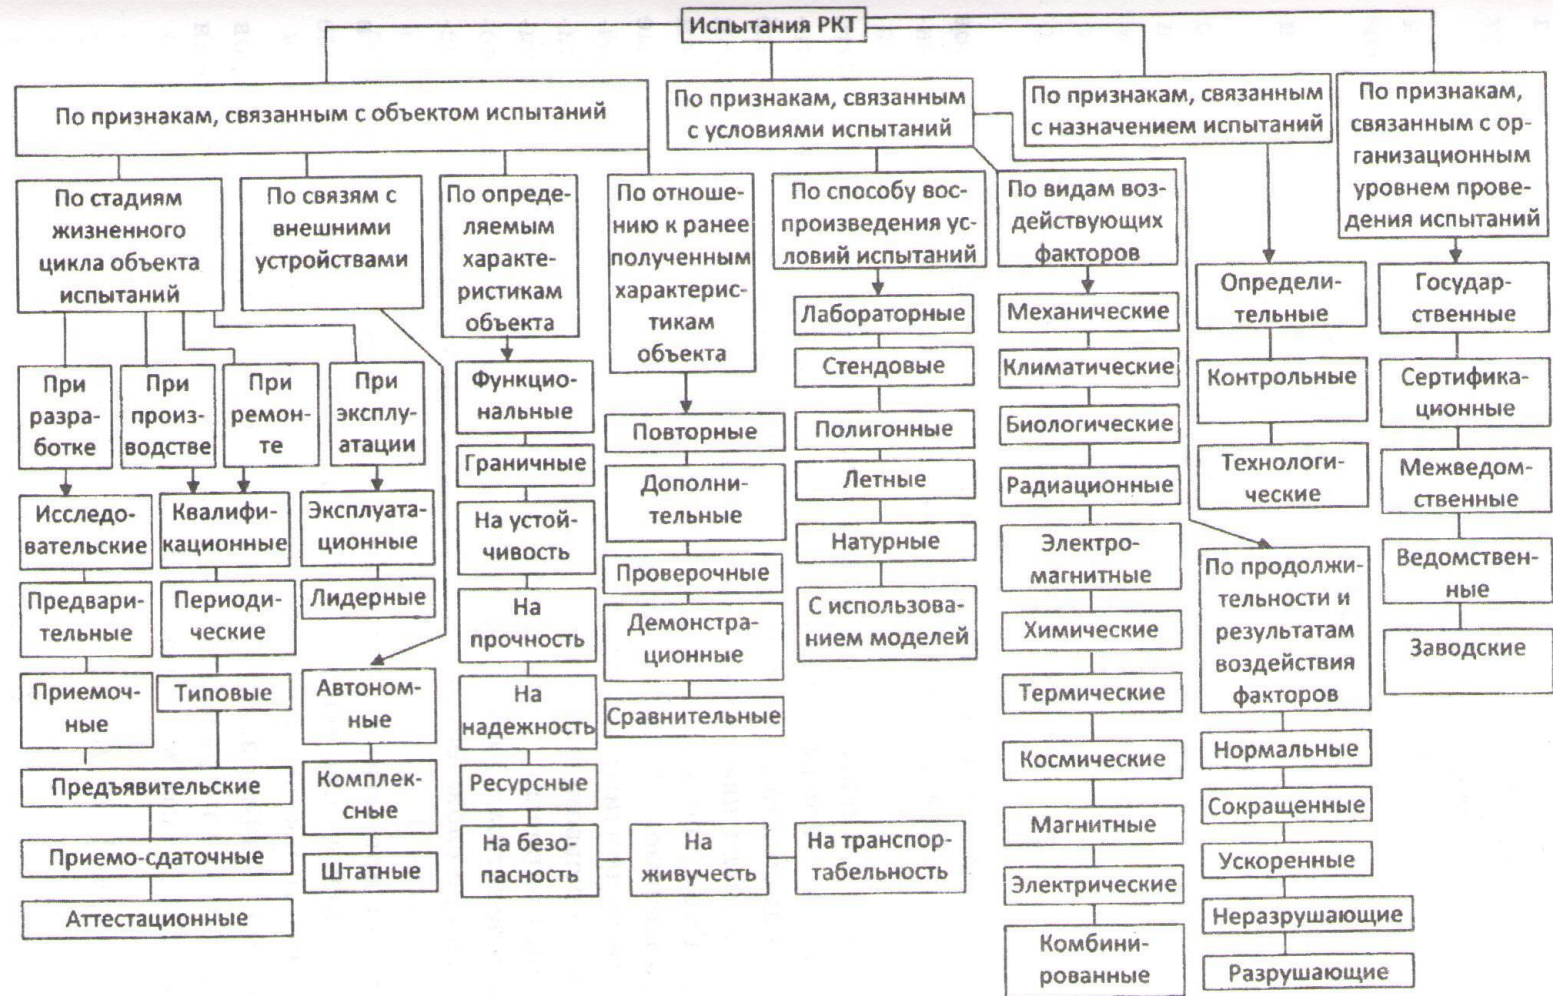 Испытания РКТ
По признакам, связанным с объектом испытаний
По признакам, связанным
с условиями испытаний
По признакам, связанным
с назначением испытаний
По признакам,
связанным с ор-
ганизационным
уровнем прове-
дения испытаний
По стадиям
жизненного
цикла объекта
испытаний
По связям с
внешними
устройствами
По опреде-
ляемым
характе-
ристикам
объекта
По отноше-
нию к ранее
полученным
характерис-
тикам
объекта
По способу вос-
произведения ус-
ловий испытаний
По видам воз-
действующих
факторов
При
разра-
ботке
При
произ-
водстве
При
ремон-
те
При
эксплу-
атации
Исследо-
вательские
Предвари-
тельные
Приемоч-
ные
Квалифи-
кационные
Периоди-
ческие
Типовые
Предъявительские
Приемо-сдаточные
Аттестационные
Эксплуата-
ционные
Лидерные
Автоном-
ные
Комплек-
сные
Штатные
Функцио-
нальные
Граничные
На устой-
чивость
На
прочность
На
надежность
Ресурсные
На безо-
пасность
На
живучесть
На транспор-
табельность
Повторные
Дополни-
тельные
Проверочные
Демонстра-
ционные
Сравнительные
Лабораторные
Стендовые
Полигонные
Летные
Натурные
С использова-
нием моделей
Механические
Климатические
Биологические
Радиационные
Электро-
магнитные
Химические
Термические
Космические
Магнитные
Электрические
Комбини-
рованные
Определи-
тельные
Контрольные
Технологи-
ческие
По продолжи-
тельности и
результатам
воздействия
факторов
Нормальные
Сокращенные
Ускоренные
Неразрушающие
Разрушающие
Государ-
ственные
Сертифика-
ционные
Межведом-
ственные
Ведомствен-
ные
Заводские